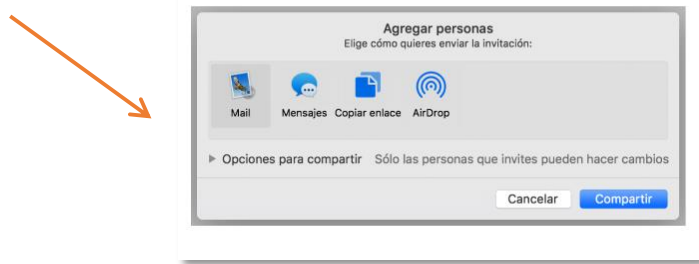 Agregar personas
Elige cómo quieres enviar la invitación:
Mail Mensajes Copiar enlace AirDrop
Opciones para compartir Sólo las personas que invites pueden hacer cambios
Cancelar Compartir